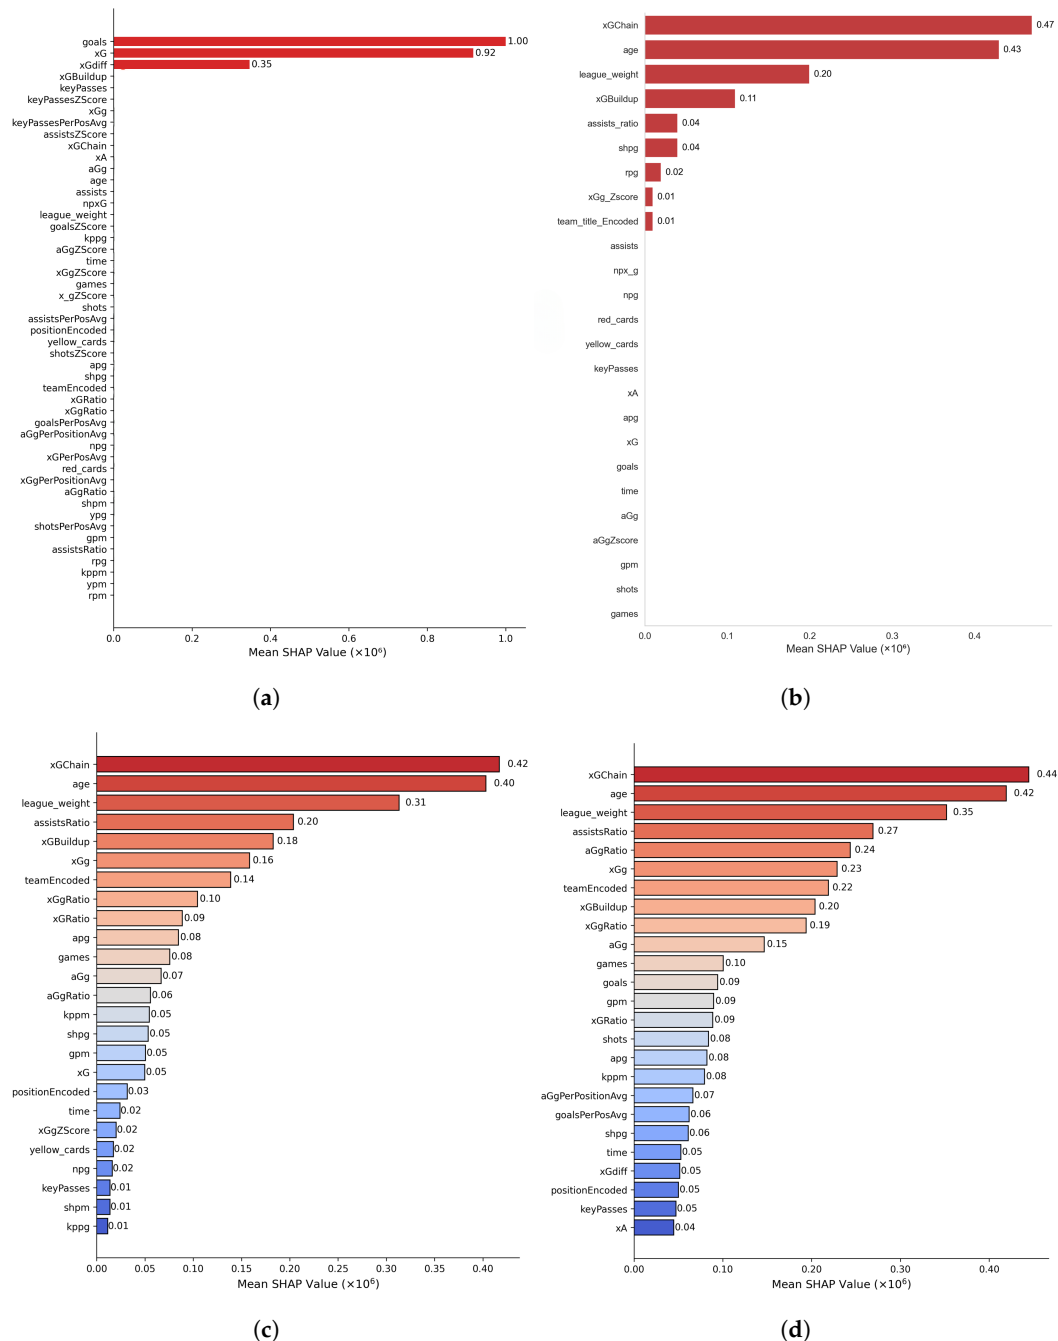 goals 1.00
xG 0.92
xGdiff 0.35
xGBuildup
keyPasses
keyPassesZScore
xGg
keyPassesPerPosAvg
assistsZScore
xGChain
xA
aGg
age
assists
npxG
league_weight
goalsZScore
kppg
aGgZScore
time
xGgZScore
games
x_gZScore
shots
assistsPerPosAvg
positionEncoded
yellow_cards
shotsZScore
apg
shpg
teamEncoded
xGRatio
xGgRatio
goalsPerPosAvg
aGgPerPositionAvg
npg
xGPerPosAvg
red_cards
xGgPerPositionAvg
aGgRatio
shpm
ypg
shotsPerPosAvg
gpm
assistsRatio
rpg
kppm
ypm
rpm
0.0 0.2 0.4 0.6 0.8 1.0
Mean SHAP Value (×10⁶)
(a)
xGChain 0.47
age 0.43
league_weight 0.20
xGBuildup 0.11
assists_ratio 0.04
shpg 0.04
rpg 0.02
xGg_Zscore 0.01
team_title_Encoded 0.01
assists
npx_g
npg
red_cards
yellow_cards
keyPasses
xA
apg
xG
goals
time
aGg
aGgZscore
gpm
shots
games
0.0 0.1 0.2 0.3 0.4
Mean SHAP Value (×10⁶)
(b)
xGChain 0.42
age 0.40
league_weight 0.31
assistsRatio 0.20
xGBuildup 0.18
xGg 0.16
teamEncoded 0.14
xGgRatio 0.10
xGRatio 0.09
apg 0.08
games 0.08
aGg 0.07
aGgRatio 0.06
kppm 0.05
shpg 0.05
gpm 0.05
xG 0.05
positionEncoded 0.03
time 0.02
xGgZScore 0.02
yellow_cards 0.02
npg 0.02
keyPasses 0.01
shpm 0.01
kppg 0.01
0.00 0.05 0.10 0.15 0.20 0.25 0.30 0.35 0.40
Mean SHAP Value (×10⁶)
(c)
xGChain 0.44
age 0.42
league_weight 0.35
assistsRatio 0.27
aGgRatio 0.24
xGg 0.23
teamEncoded 0.22
xGBuildup 0.20
xGgRatio 0.19
aGg 0.15
games 0.10
goals 0.09
gpm 0.09
xGRatio 0.09
shots 0.08
apg 0.08
kppm 0.08
aGgPerPositionAvg 0.07
goalsPerPosAvg 0.06
shpg 0.06
time 0.05
xGdiff 0.05
positionEncoded 0.05
keyPasses 0.05
xA 0.04
0.00 0.10 0.20 0.30 0.40
Mean SHAP Value (×10⁶)
(d)